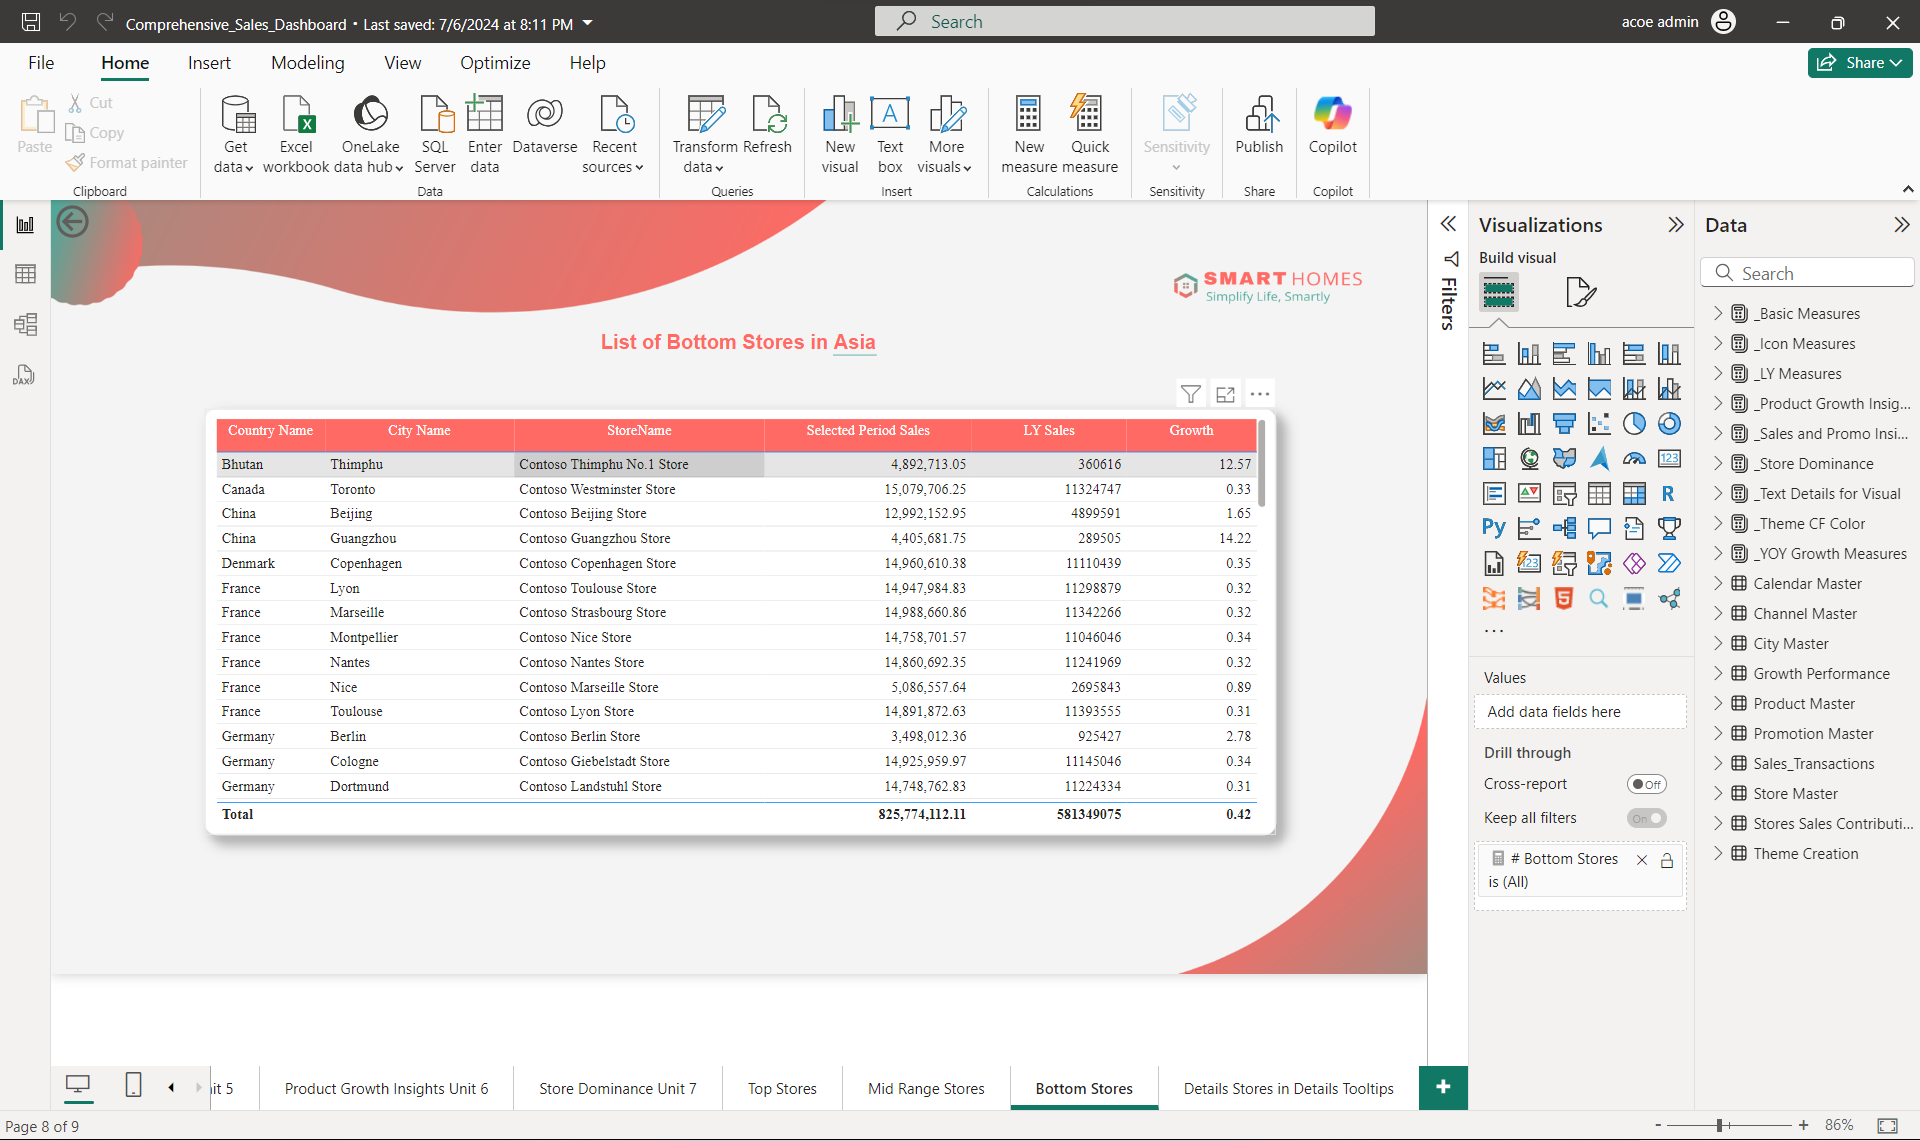 Comprehensive_Sales_Dashboard • Last saved: 7/6/2024 at 8:11 PM
Search
acoe admin
File
Home
Insert
Modeling
View
Optimize
Help
Share
Paste
Cut
Copy
Format painter
Clipboard
Get data
Excel workbook
OneLake data hub
SQL Server
Enter data
Dataverse
Recent sources
Data
Transform data
Refresh
Queries
New visual
Text box
More visuals
Insert
New measure
Quick measure
Calculations
Sensitivity
Sensitivity
Publish
Share
Copilot
Copilot
SMART HOMES
Simplify Life, Smartly
List of Bottom Stores in Asia
Country Name City Name StoreName Selected Period Sales LY Sales Growth
Bhutan Thimphu Contoso Thimphu No.1 Store 4,892,713.05 360616 12.57
Canada Toronto Contoso Westminster Store 15,079,706.25 11324747 0.33
China Beijing Contoso Beijing Store 12,992,152.95 4899591 1.65
China Guangzhou Contoso Guangzhou Store 4,405,681.75 289505 14.22
Denmark Copenhagen Contoso Copenhagen Store 14,960,610.38 11110439 0.35
France Lyon Contoso Toulouse Store 14,947,984.83 11298879 0.32
France Marseille Contoso Strasbourg Store 14,988,660.86 11342266 0.32
France Montpellier Contoso Nice Store 14,758,701.57 11046046 0.34
France Nantes Contoso Nantes Store 14,860,692.35 11241969 0.32
France Nice Contoso Marseille Store 5,086,557.64 2695843 0.89
France Toulouse Contoso Lyon Store 14,891,872.63 11393555 0.31
Germany Berlin Contoso Berlin Store 3,498,012.36 925427 2.78
Germany Cologne Contoso Giebelstadt Store 14,925,959.97 11145046 0.34
Germany Dortmund Contoso Landstuhl Store 14,748,762.83 11224334 0.31
Total 825,774,112.11 581349075 0.42
Filters
Visualizations
Build visual
123
R
Py
123
5
Values
Add data fields here
Drill through
Cross-report
Off
Keep all filters
On
# Bottom Stores
is (All)
Data
Search
_Basic Measures
_Icon Measures
_LY Measures
_Product Growth Insig...
_Sales and Promo Insi...
_Store Dominance
_Text Details for Visual
_Theme CF Color
_YOY Growth Measures
Calendar Master
Channel Master
City Master
Growth Performance
Product Master
Promotion Master
Sales_Transactions
Store Master
Stores Sales Contributi...
Theme Creation
DAX
it 5
Product Growth Insights Unit 6
Store Dominance Unit 7
Top Stores
Mid Range Stores
Bottom Stores
Details Stores in Details Tooltips
+
Page 8 of 9
- + 86%